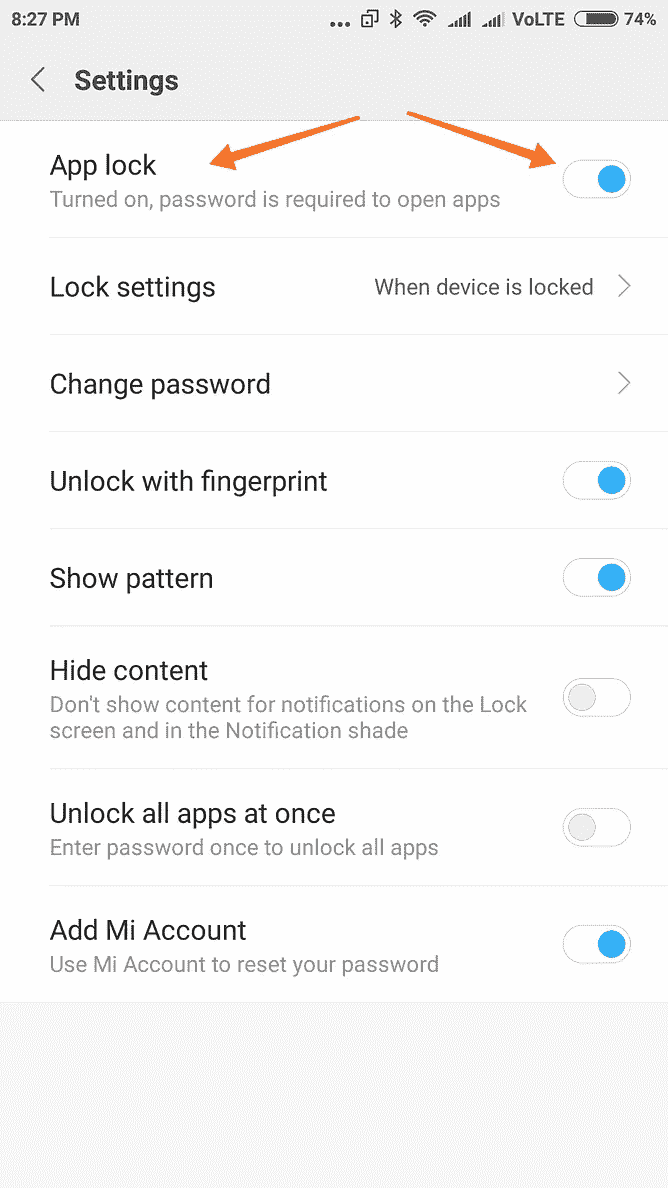 8:27 PM ... VoLTE 74%
Settings
App lock
Turned on, password is required to open apps
Lock settings When device is locked
Change password
Unlock with fingerprint
Show pattern
Hide content
Don't show content for notifications on the Lock
screen and in the Notification shade
Unlock all apps at once
Enter password once to unlock all apps
Add Mi Account
Use Mi Account to reset your password